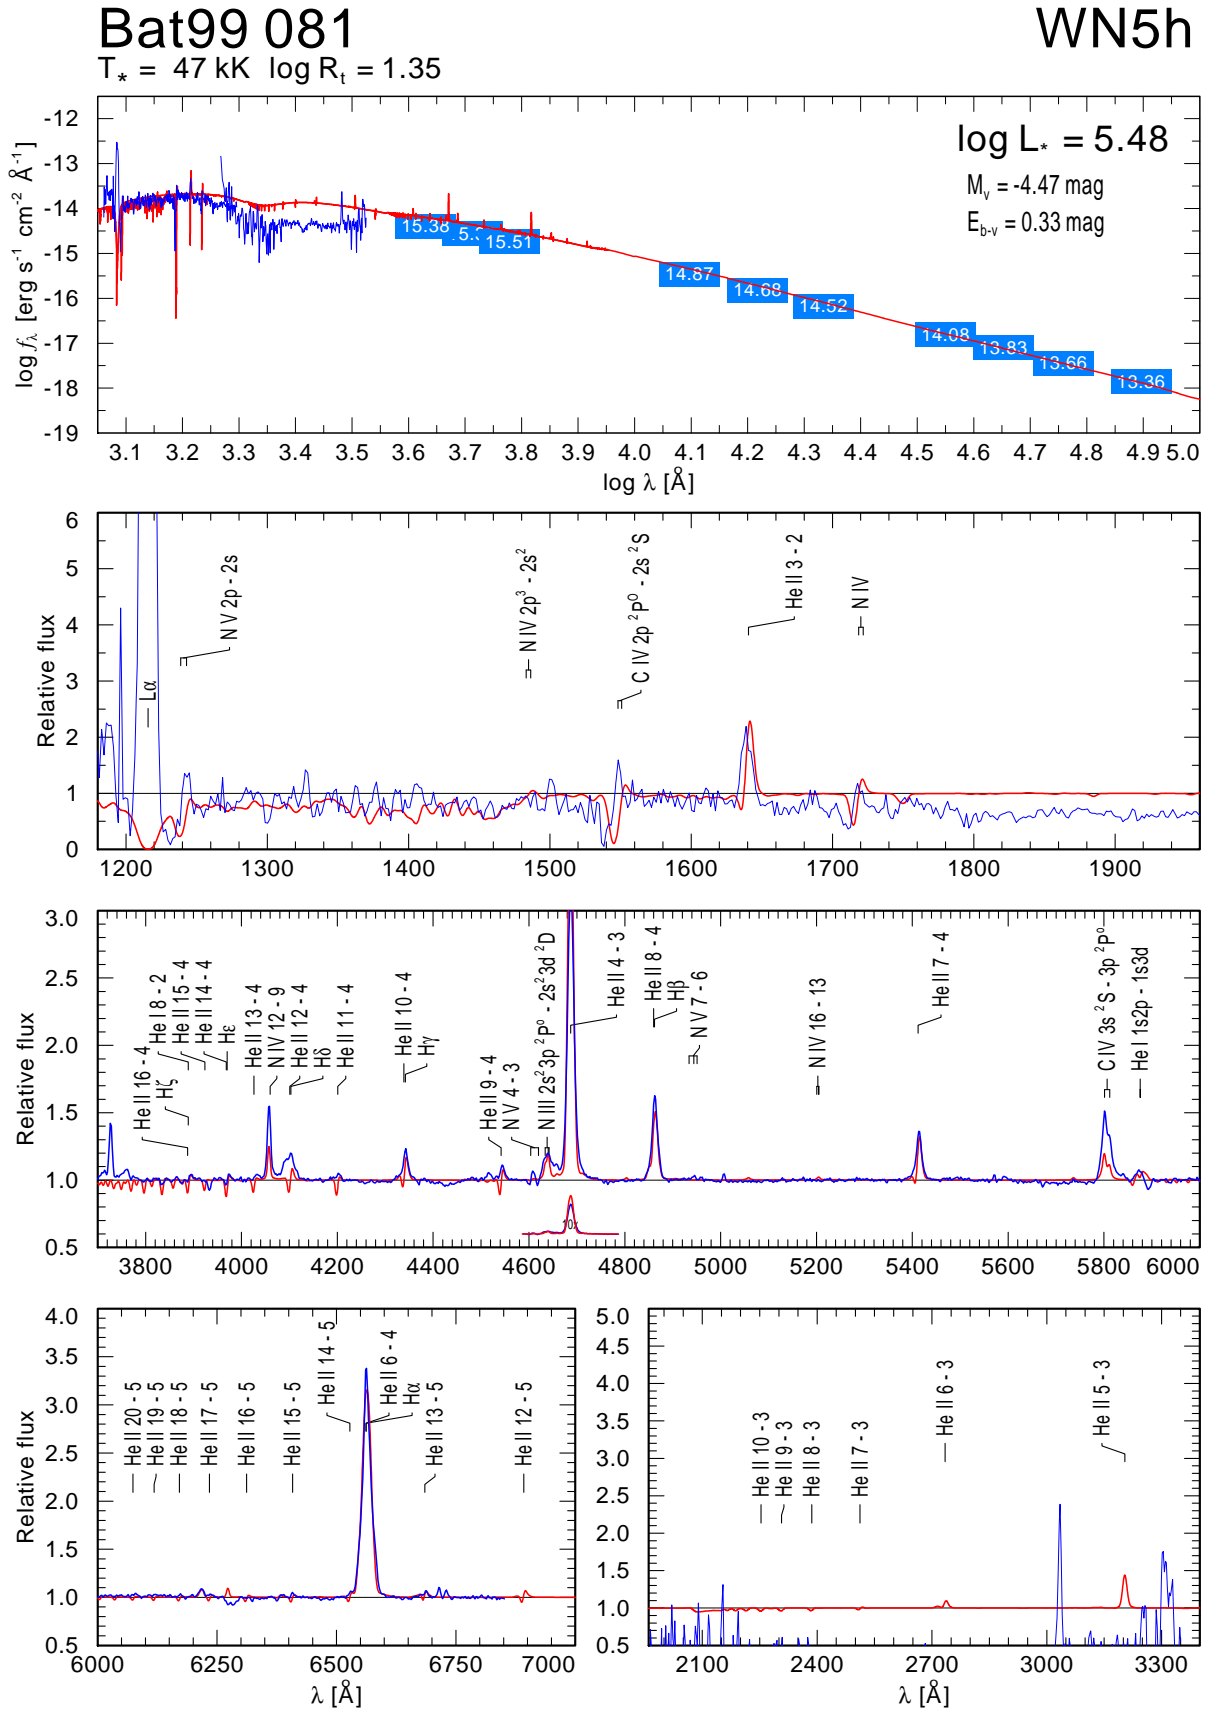 Bat99 081
WN5h
T* = 47 kK log Rt = 1.35
log L* = 5.48
Mv = -4.47 mag
Eb-v = 0.33 mag
log fλ [erg s-1 cm-2 Å-1]
-12
-13
-14
-15
-16
-17
-18
-19
15.38
15.51
14.87
14.68
14.52
14.08
13.83
13.66
13.36
3.1 3.2 3.3 3.4 3.5 3.6 3.7 3.8 3.9 4.0 4.1 4.2 4.3 4.4 4.5 4.6 4.7 4.8 4.9 5.0
log λ [Å]
Relative flux
6
5
4
3
2
1
0
Lα
N V 2p - 2s
N IV 2p3 - 2s2
C IV 2p 2P0 - 2s 2S
He II 3 - 2
N IV
1200 1300 1400 1500 1600 1700 1800 1900
Relative flux
3.0
2.5
2.0
1.5
1.0
0.5
He II 16 - 4
Hζ
He I 8 - 2
He II 15 - 4
He II 14 - 4
Hε
He II 13 - 4
N IV 12 - 9
He II 12 - 4
Hδ
He II 11 - 4
He II 10 - 4
Hγ
He II 9 - 4
N V 4 - 3
N III 2s2 3p 2P0 - 2s2 3d 2D
He II 4 - 3
He II 8 - 4
Hβ
N V 7 - 6
N IV 16 - 13
He II 7 - 4
C IV 3s 2S - 3p 2P0
He I 1s2p - 1s3d
10x
3800 4000 4200 4400 4600 4800 5000 5200 5400 5600 5800 6000
Relative flux
4.0
3.5
3.0
2.5
2.0
1.5
1.0
0.5
He II 20 - 5
He II 19 - 5
He II 18 - 5
He II 17 - 5
He II 16 - 5
He II 15 - 5
He II 14 - 5
He II 6 - 4
Hα
He II 13 - 5
He II 12 - 5
6000 6250 6500 6750 7000
λ [Å]
5.0
4.5
4.0
3.5
3.0
2.5
2.0
1.5
1.0
0.5
He II 10 - 3
He II 9 - 3
He II 8 - 3
He II 7 - 3
He II 6 - 3
He II 5 - 3
2100 2400 2700 3000 3300
λ [Å]